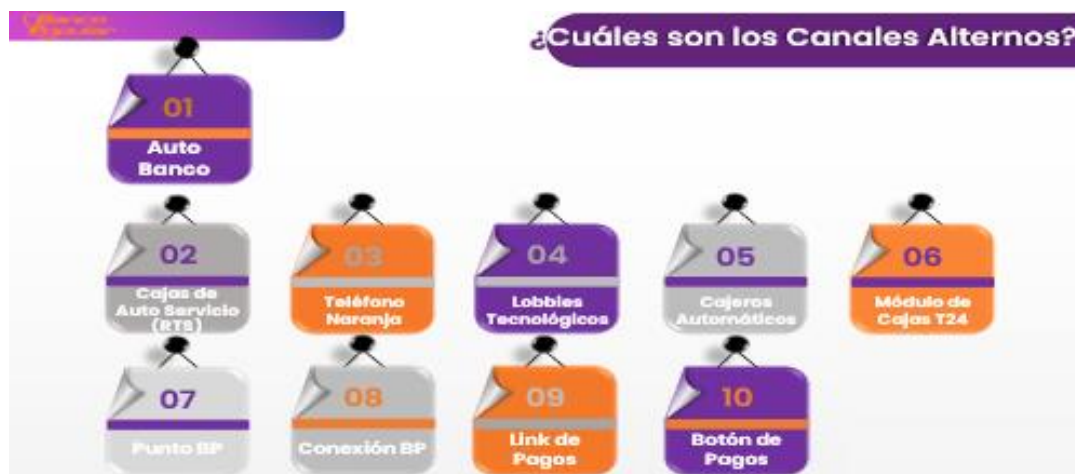 ¿Cuáles son los Canales Alternos?
01
Auto
Banco
02
Cajas de
Auto Servicio
(RTS)
03
Teléfono
Naranja
04
Lobbies
Tecnológicos
05
Cajeros
Automáticos
06
Módulo de
Cajas T24
07
Punto BP
08
Conexión BP
09
Link de
Pagos
10
Botón de
Pagos